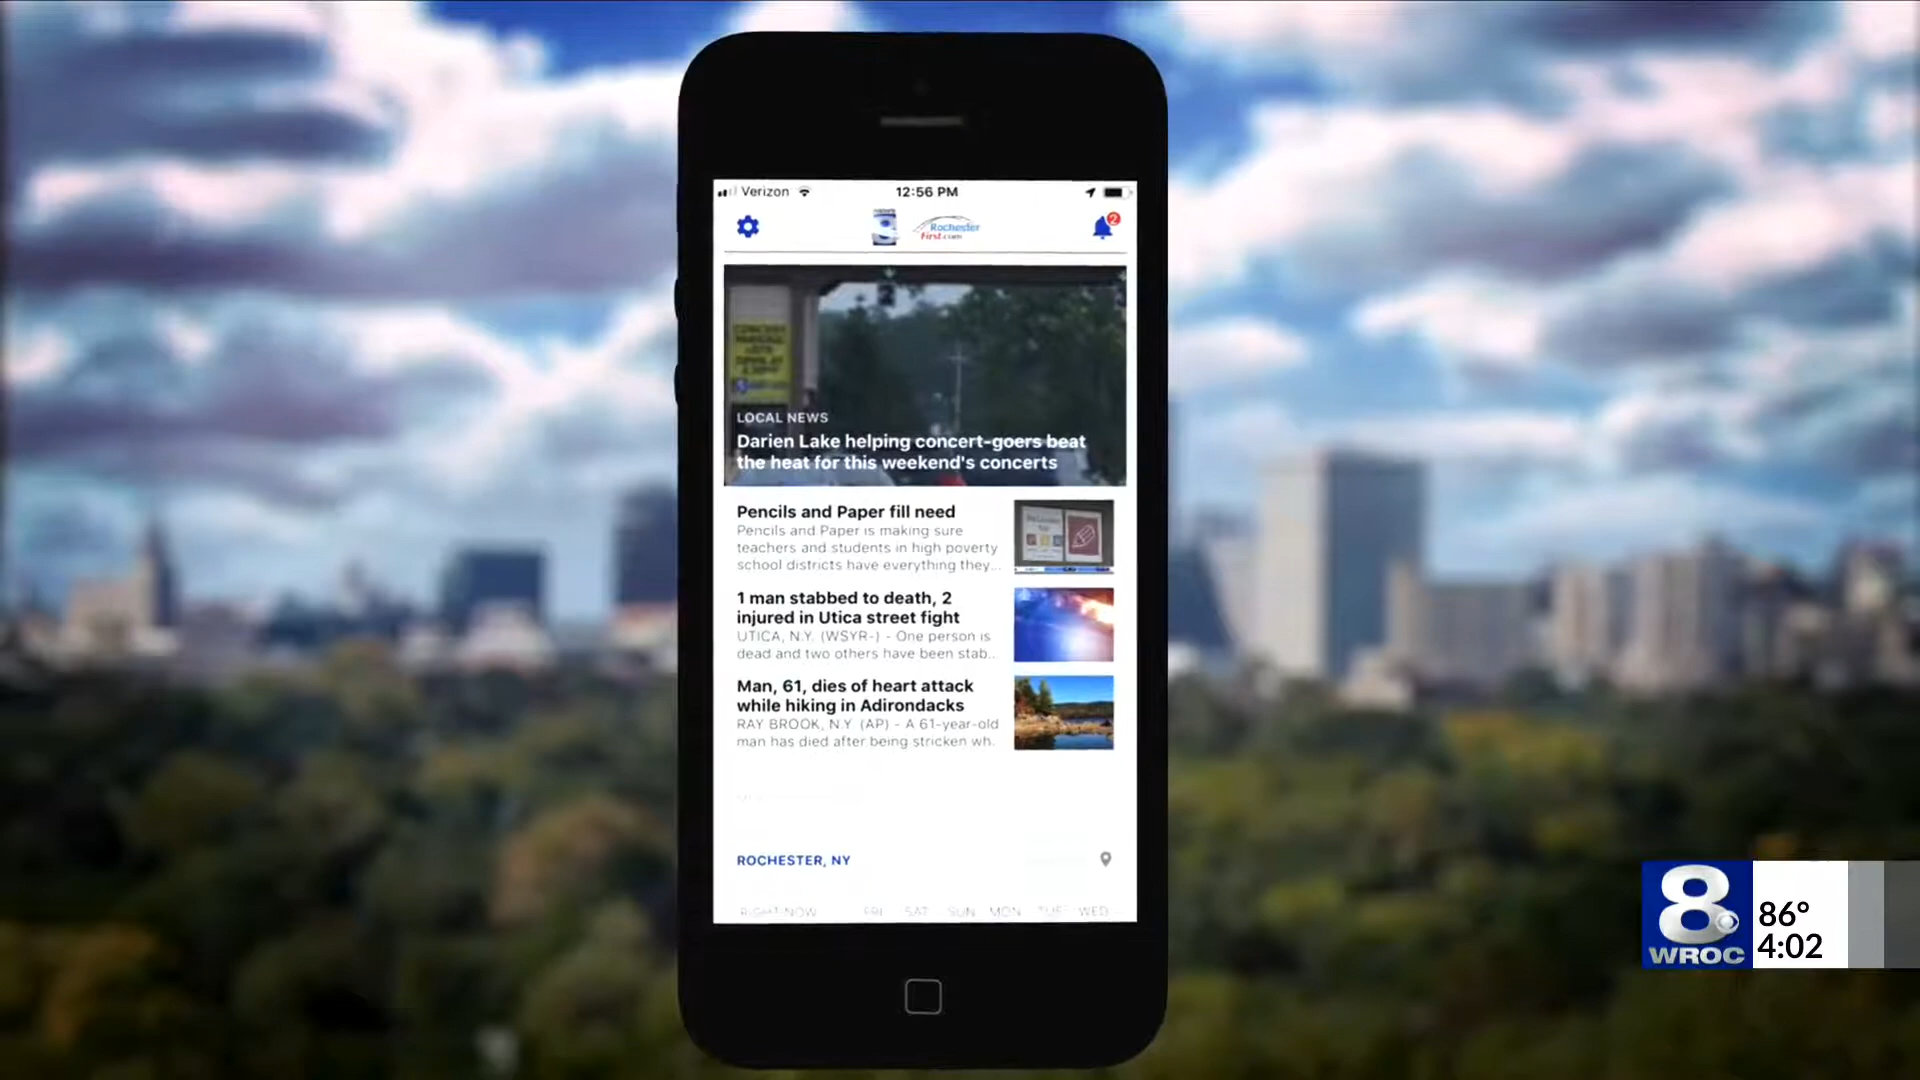 Verizon
12:56 PM
8
Rochester
First.com
2
LOCAL NEWS
Darien Lake helping concert-goers beat
the heat for this weekend's concerts
Pencils and Paper fill need
Pencils and Paper is making sure
teachers and students in high poverty
school districts have everything they...
1 man stabbed to death, 2
injured in Utica street fight
UTICA, N.Y. (WSYR-) - One person is
dead and two others have been stab...
Man, 61, dies of heart attack
while hiking in Adirondacks
RAY BROOK, N.Y. (AP) - A 61-year-old
man has died after being stricken wh.
ROCHESTER, NY
RIGHT NOW FRI SAT SUN MON TUE WED
8
WROC
86°
4:02